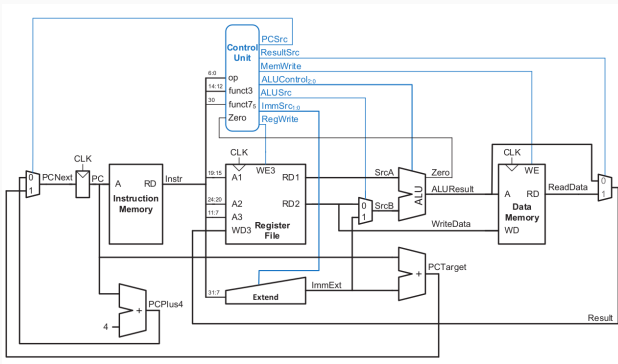 PCSrc
Control
Unit
ResultSrc
MemWrite
6:0
op
ALUControl2:0
14:12
funct3
ALUSrc
30
funct75
ImmSrc1:0
Zero
RegWrite
CLK
CLK
CLK
0
1
PCNext
PC
A
RD
Instruction
Memory
Instr
19:15
A1
WE3
RD1
24:20
A2
RD2
11:7
A3
WD3
Register
File
SrcA
0
1
SrcB
ALU
Zero
ALUResult
WE
A
RD
Data
Memory
WD
ReadData
0
1
WriteData
PCTarget
+
31:7
Extend
ImmExt
PCPlus4
+
4
Result